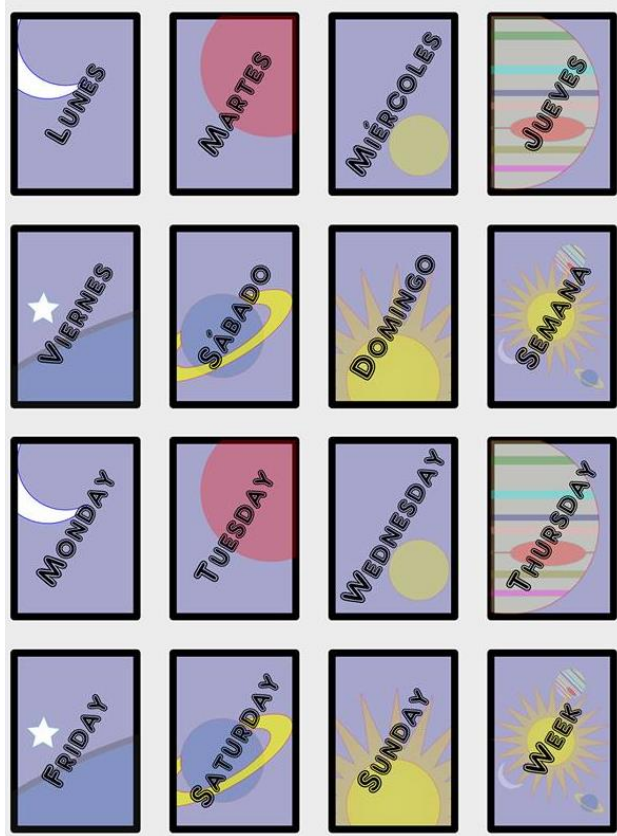 Lunes
Martes
Miércoles
Jueves
Viernes
Sábado
Domingo
Semana
Monday
Tuesday
Wednesday
Thursday
Friday
Saturday
Sunday
Week